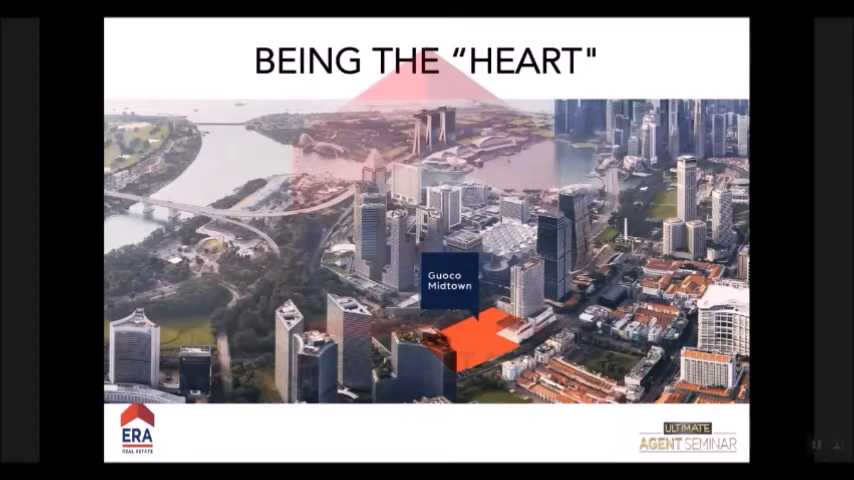 BEING THE “HEART"
Guoco
Midtown
ERA
REAL ESTATE
ULTIMATE
AGENT SEMINAR